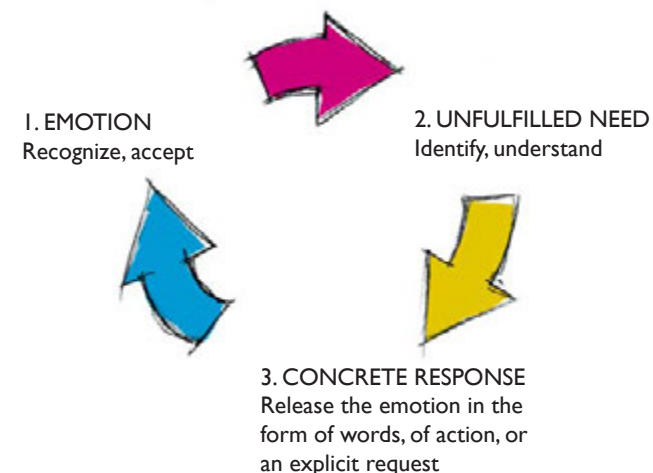 1. EMOTION
Recognize, accept
2. UNFULFILLED NEED
Identify, understand
3. CONCRETE RESPONSE
Release the emotion in the
form of words, of action, or
an explicit request